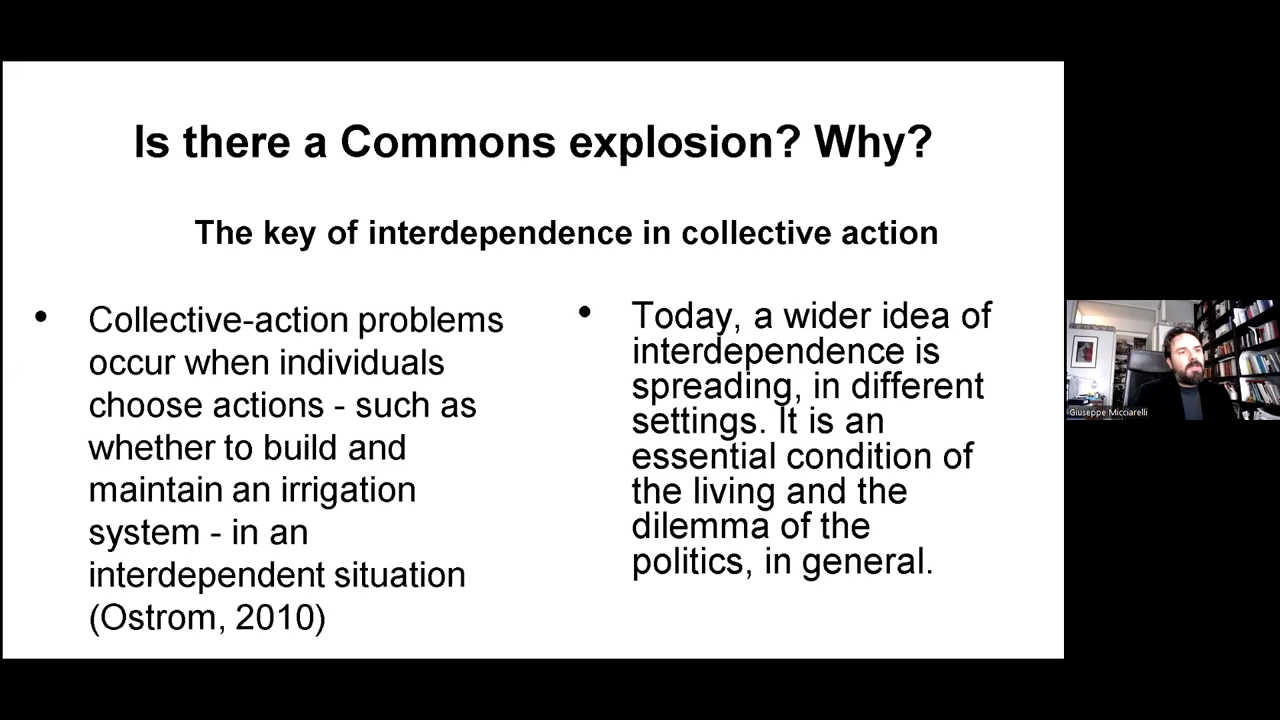 Is there a Commons explosion? Why?
The key of interdependence in collective action
• Collective-action problems
occur when individuals
choose actions - such as
whether to build and
maintain an irrigation
system - in an
interdependent situation
(Ostrom, 2010)
• Today, a wider idea of
interdependence is
spreading, in different
settings. It is an
essential condition of
the living and the
dilemma of the
politics, in general.
Giuseppe Micciarelli